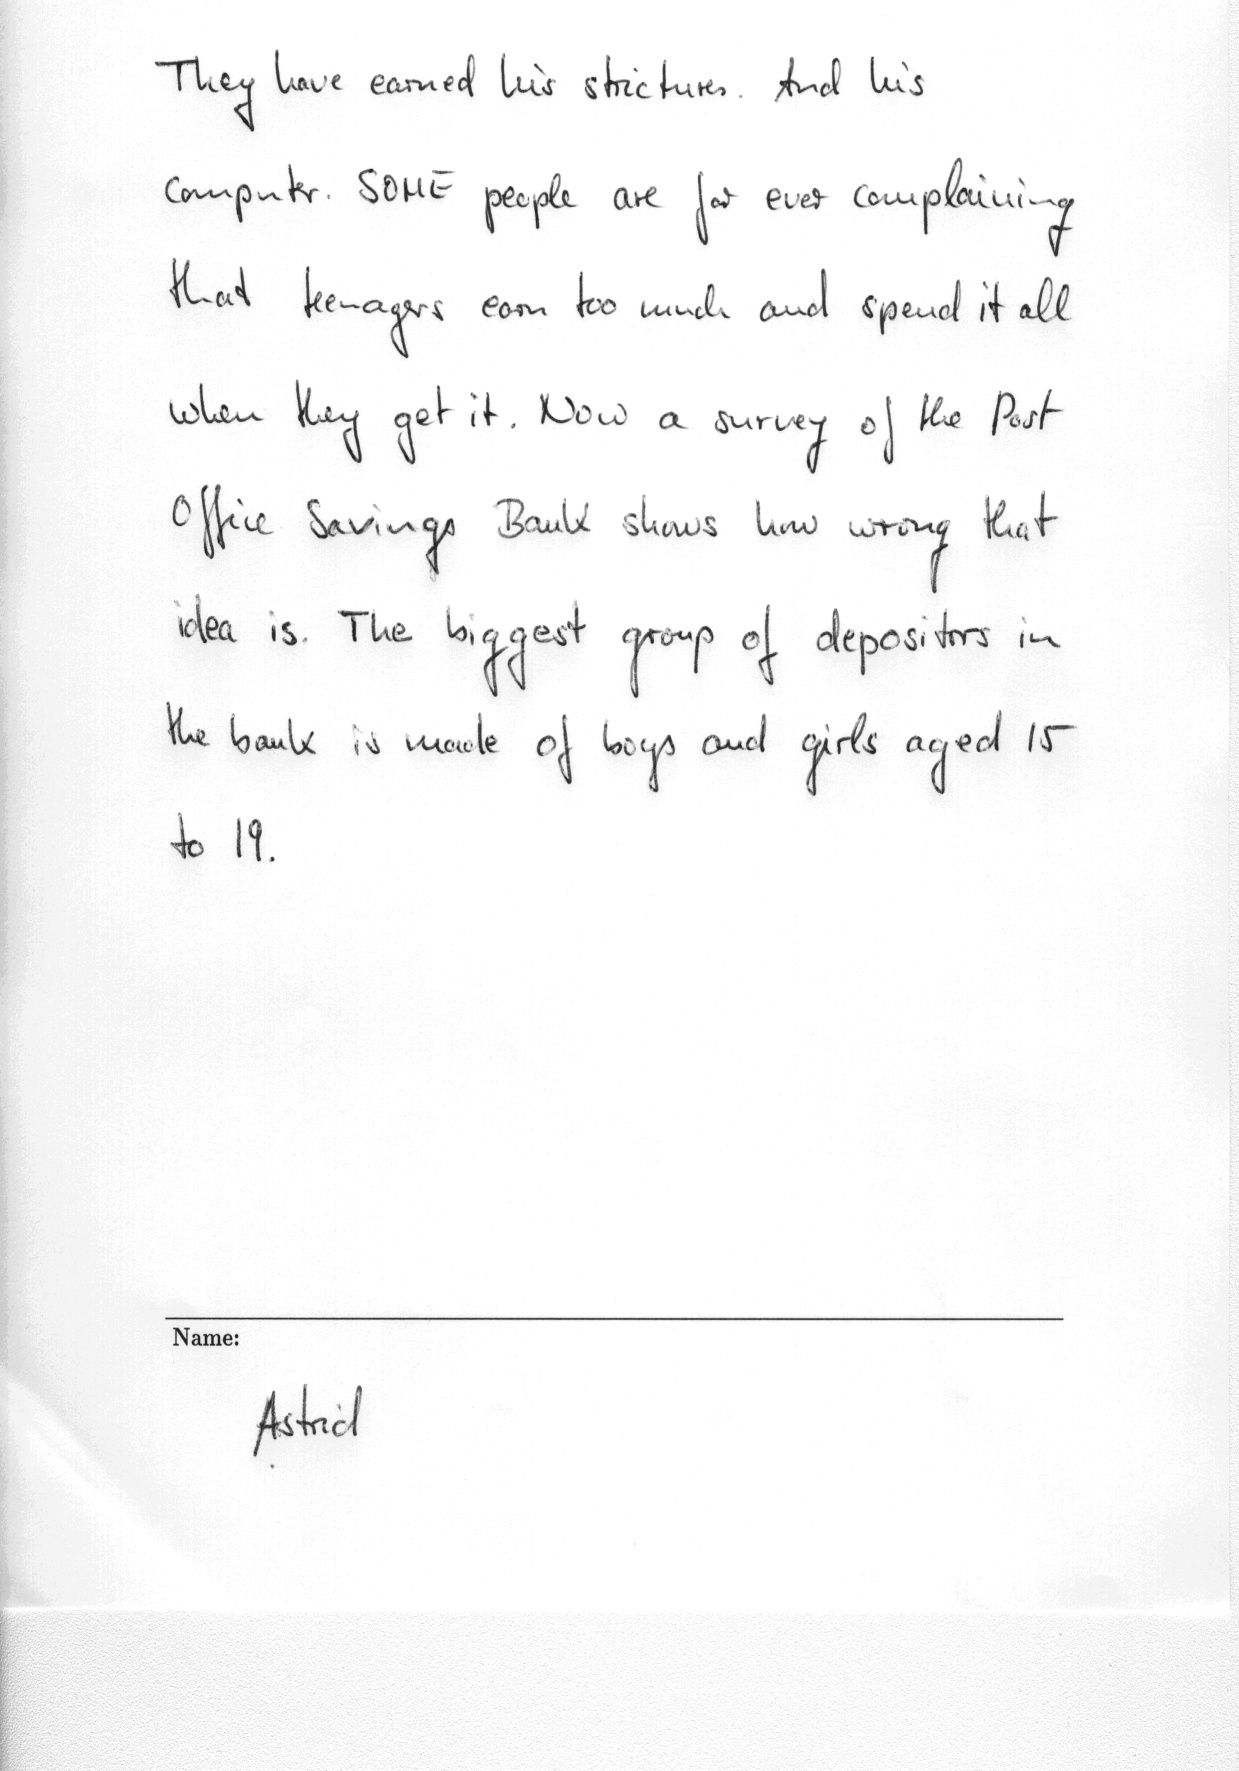 They have earned his strictures. And his
computer. SOME people are for ever complaining
that teenagers earn too much and spend it all
when they get it. Now a survey of the Post
Office Savings Bank shows how wrong that
idea is. The biggest group of depositors in
the bank is made of boys and girls aged 15
to 19.
Name:
Astrid